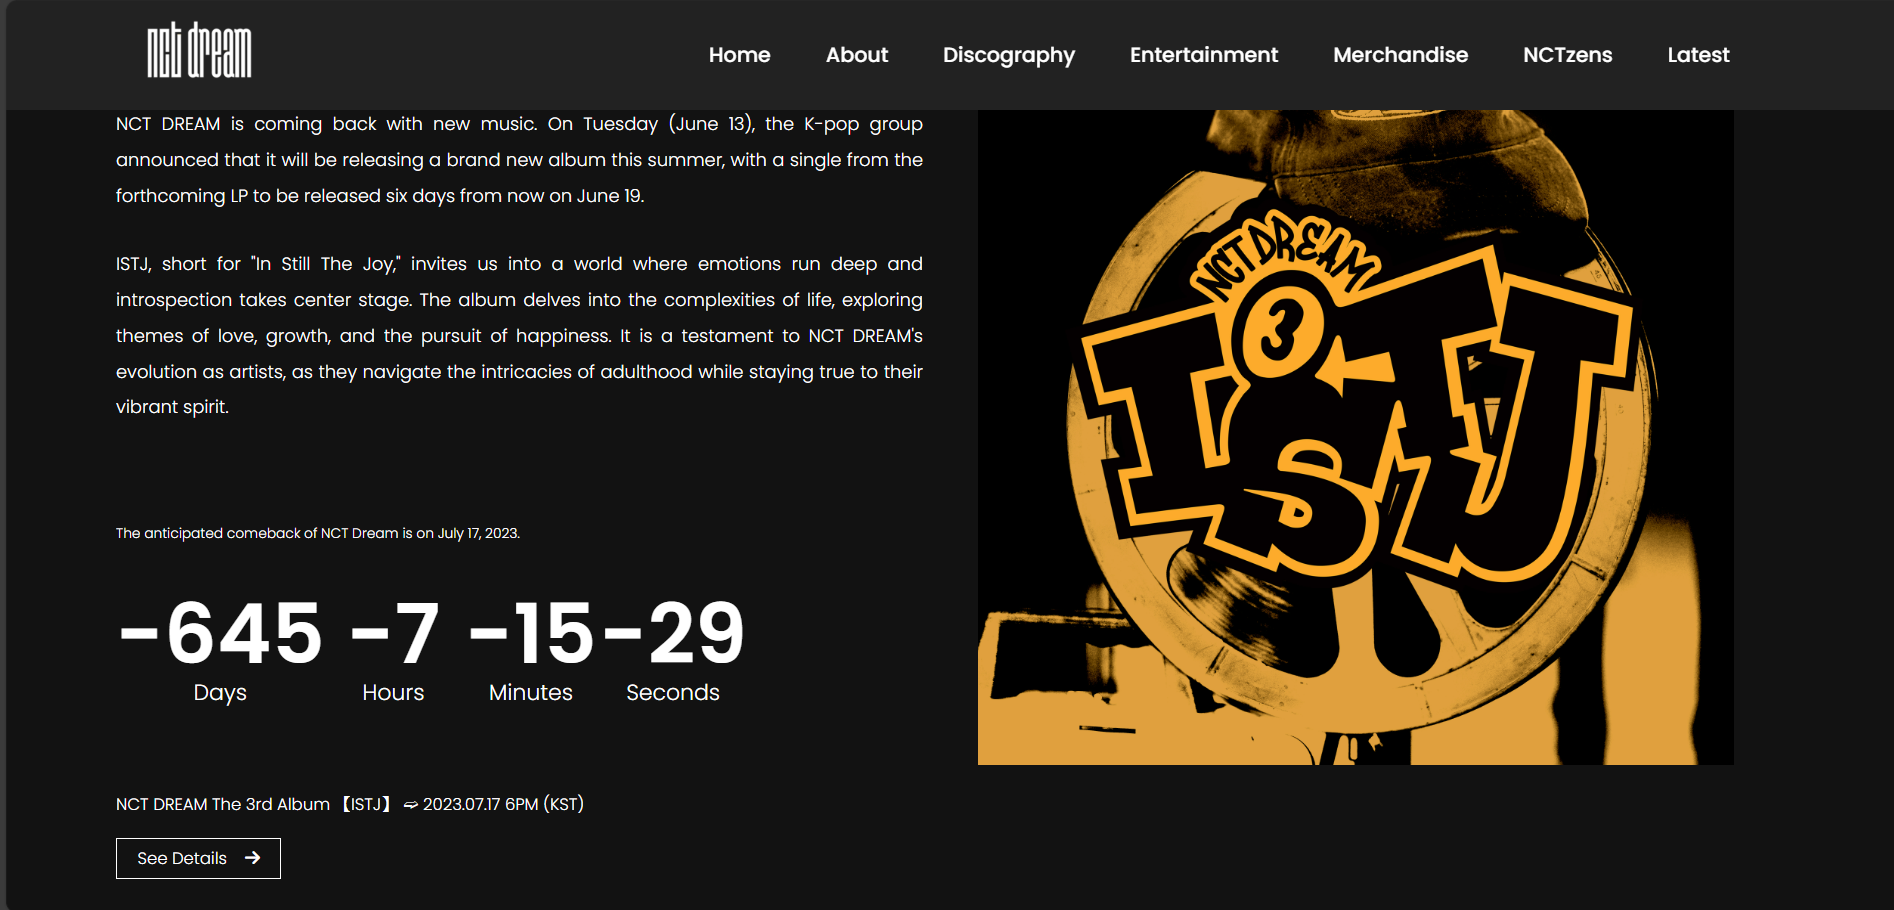 nct dream
Home About Discography Entertainment Merchandise NCTzens Latest
NCT DREAM is coming back with new music. On Tuesday (June 13), the K-pop group
announced that it will be releasing a brand new album this summer, with a single from the
forthcoming LP to be released six days from now on June 19.
ISTJ, short for "In Still The Joy," invites us into a world where emotions run deep and
introspection takes center stage. The album delves into the complexities of life, exploring
themes of love, growth, and the pursuit of happiness. It is a testament to NCT DREAM's
evolution as artists, as they navigate the intricacies of adulthood while staying true to their
vibrant spirit.
The anticipated comeback of NCT Dream is on July 17, 2023.
-645 -7 -15 -29
Days Hours Minutes Seconds
NCT DREAM The 3rd Album 【ISTJ】 ➫ 2023.07.17 6PM (KST)
See Details →
NCT DREAM
3
ISTJ